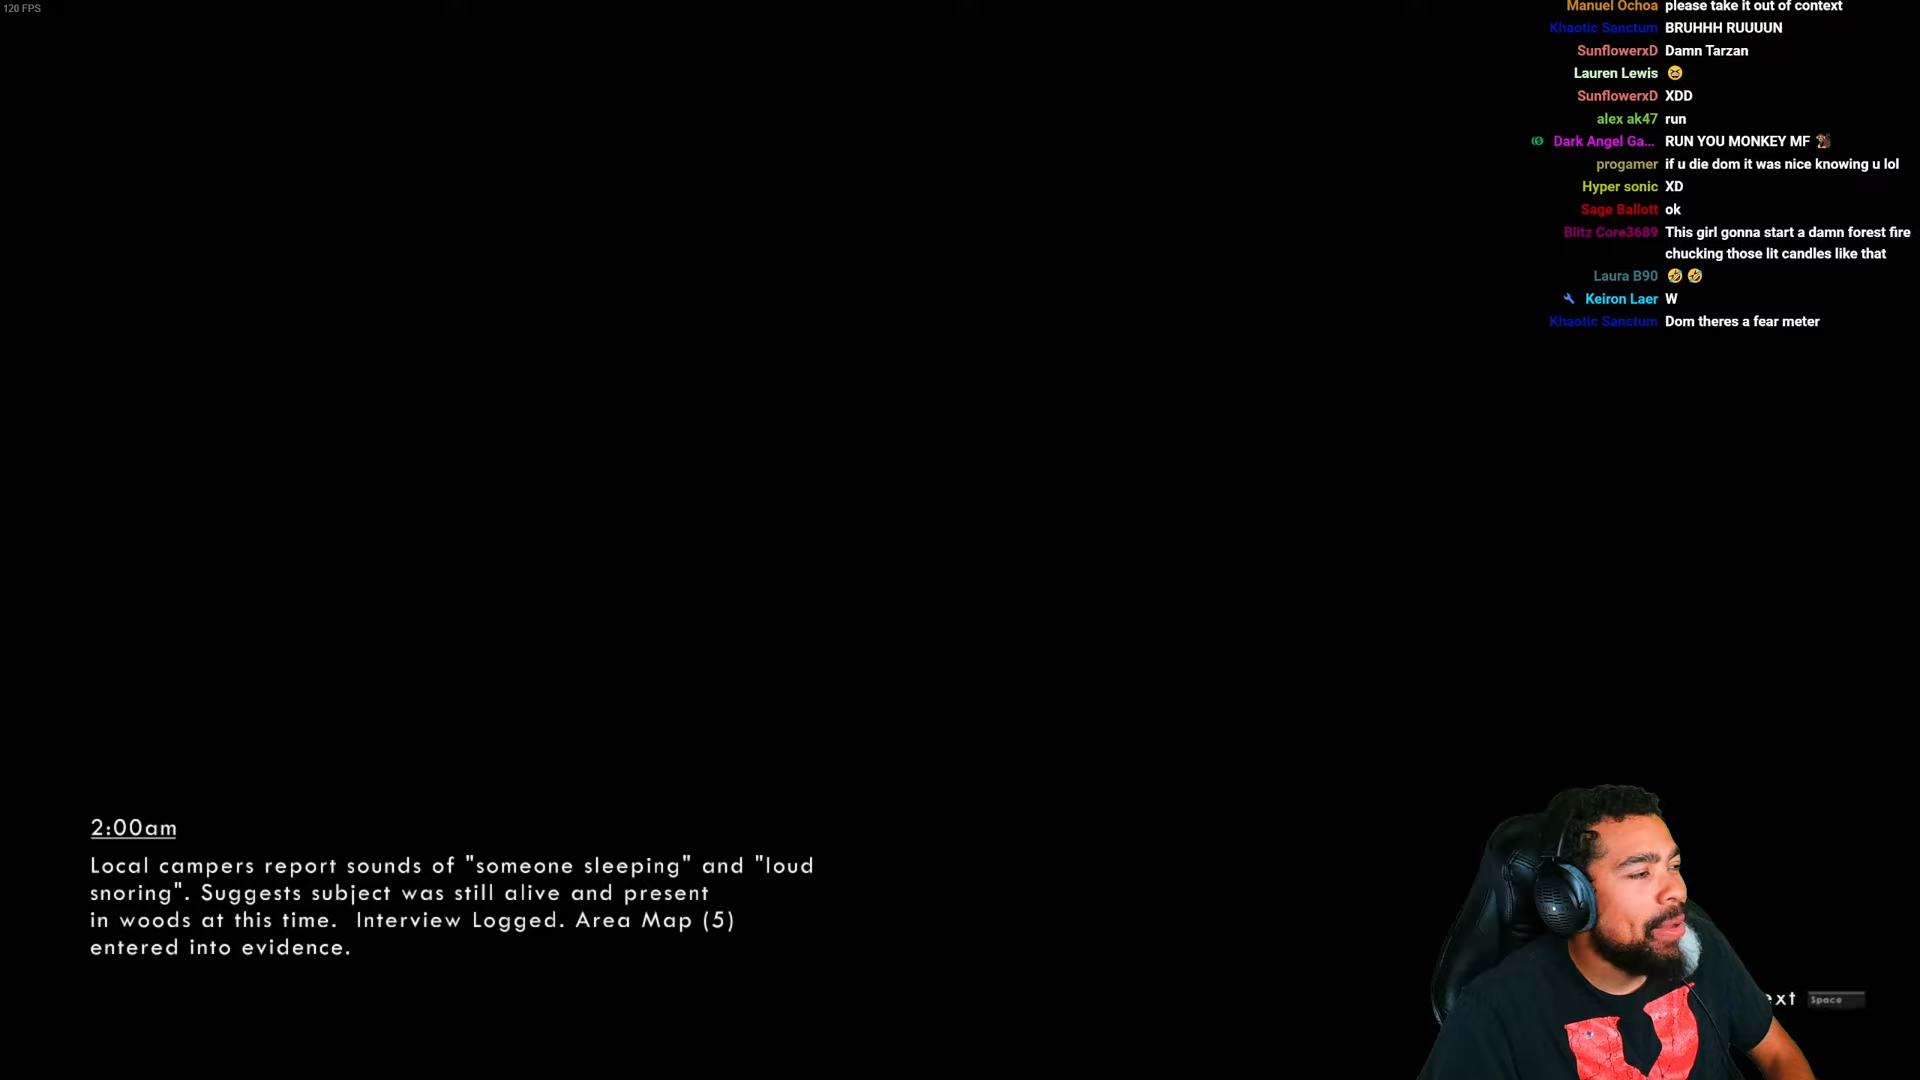 120 FPS
Manuel Ochoa please take it out of context
Khaotic Sanctum BRUHHH RUUUUN
SunflowerxD Damn Tarzan
Lauren Lewis 😆
SunflowerxD XDD
alex ak47 run
Dark Angel Ga... RUN YOU MONKEY MF 🐒
progamer if u die dom it was nice knowing u lol
Hyper sonic XD
Sage Ballott ok
Blitz Core3689 This girl gonna start a damn forest fire
chucking those lit candles like that
Laura B90 🤣 🤣
Keiron Laer W
Khaotic Sanctum Dom theres a fear meter
2:00am
Local campers report sounds of "someone sleeping" and "loud
snoring". Suggests subject was still alive and present
in woods at this time. Interview Logged. Area Map (5)
entered into evidence.
ext Space